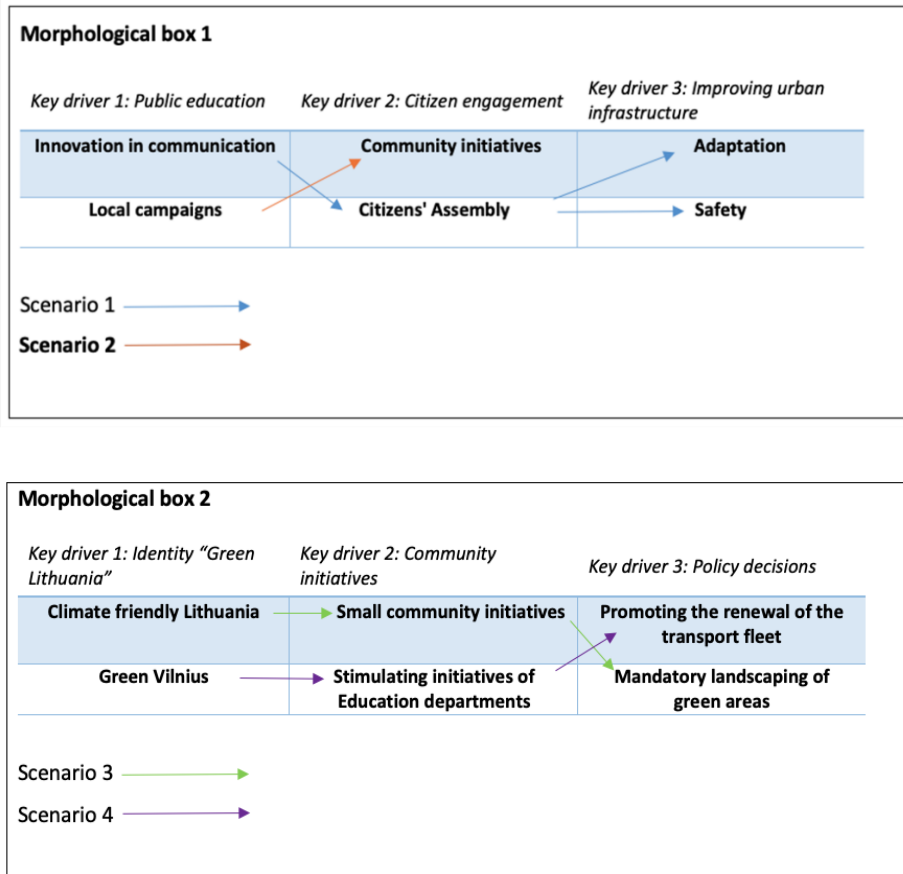 Morphological box 1
Key driver 1: Public education
Key driver 2: Citizen engagement
Key driver 3: Improving urban
infrastructure
Innovation in communication
Community initiatives
Adaptation
Local campaigns
Citizens' Assembly
Safety
Scenario 1
Scenario 2
Morphological box 2
Key driver 1: Identity “Green
Lithuania”
Key driver 2: Community
initiatives
Key driver 3: Policy decisions
Climate friendly Lithuania
Small community initiatives
Promoting the renewal of the
transport fleet
Green Vilnius
Stimulating initiatives of
Education departments
Mandatory landscaping of
green areas
Scenario 3
Scenario 4